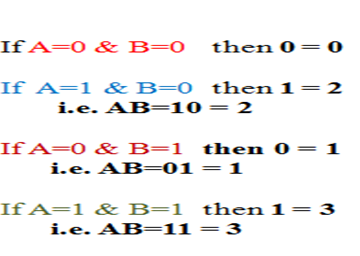 If A=0 & B=0 then 0 = 0
If A=1 & B=0 then 1 = 2
i.e. AB=10 = 2
If A=0 & B=1 then 0 = 1
i.e. AB=01 = 1
If A=1 & B=1 then 1 = 3
i.e. AB=11 = 3